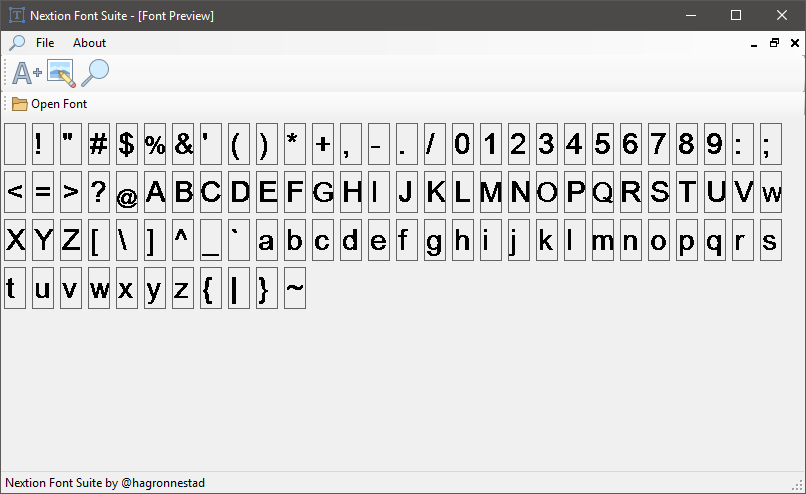 Nextion Font Suite - [Font Preview]
File About
A+
Open Font
! " # $ % & ' ( ) * + , - . / 0 1 2 3 4 5 6 7 8 9 : ;
< = > ? @ A B C D E F G H I J K L M N O P Q R S T U V w
X Y Z [ \ ] ^ _ ` a b c d e f g h i j k l m n o p q r s
t u v w x y z { | } ~
Nextion Font Suite by @hagronnestad